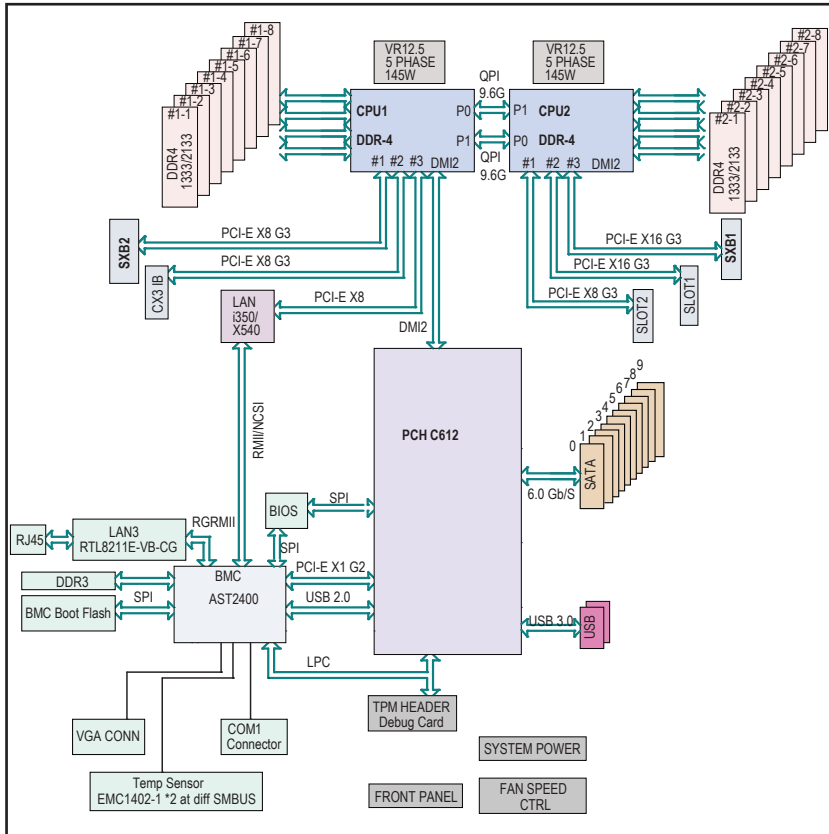 VR12.5
5 PHASE
145W
VR12.5
5 PHASE
145W
QPI
9.6G
#1-8
#1-7
#1-6
#1-5
#1-4
#1-3
#1-2
#1-1
DDR4
1333/2133
CPU1
P0
DDR-4
P1
#1 #2 #3 DMI2
QPI
9.6G
P1 CPU2
P0 DDR-4
#1 #2 #3 DMI2
#2-8
#2-7
#2-6
#2-5
#2-4
#2-3
#2-2
#2-1
DDR4
1333/2133
SXB2
PCI-E X8 G3
PCI-E X16 G3
SXB1
CX3 IB
PCI-E X8 G3
PCI-E X16 G3
SLOT1
LAN
i350/
X540
PCI-E X8
PCI-E X8 G3
SLOT2
DMI2
PCH C612
RMII/NCSI
0 1 2 3 4 5 6 7 8 9
SATA
6.0 Gb/S
BIOS
SPI
SPI
RJ45
LAN3
RTL8211E-VB-CG
RGRMII
DDR3
SPI
BMC Boot Flash
BMC
AST2400
PCI-E X1 G2
USB 2.0
USB 3.0
USB
LPC
TPM HEADER
Debug Card
VGA CONN
COM1
Connector
Temp Sensor
EMC1402-1 *2 at diff SMBUS
SYSTEM POWER
FRONT PANEL
FAN SPEED
CTRL